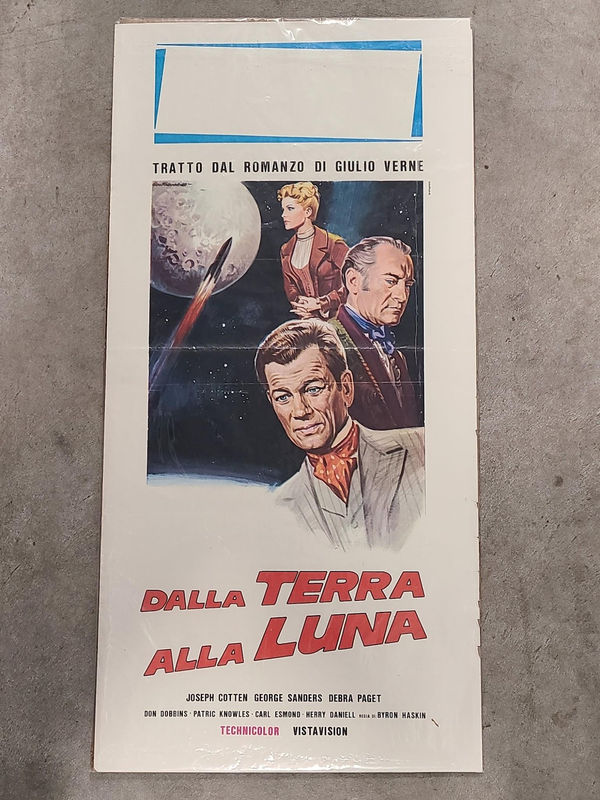 TRATTO DAL ROMANZO DI GIULIO VERNE
DALLA TERRA
ALLA LUNA
JOSEPH COTTEN GEORGE SANDERS DEBRA PAGET
DON DOBBINS · PATRIC KNOWLES · CARL ESMOND · HERRY DANIELL REGIA DI BYRON HASKIN
TECHNICOLOR VISTAVISION